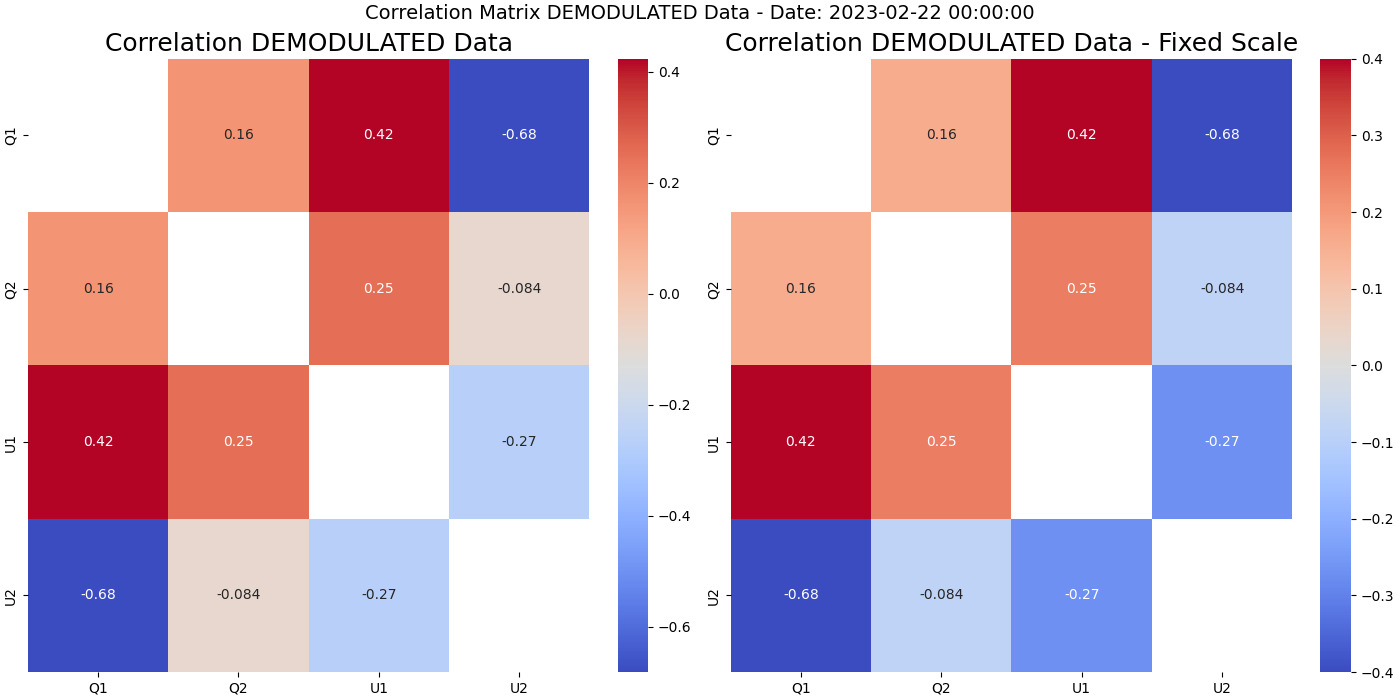 Correlation Matrix DEMODULATED Data - Date: 2023-02-22 00:00:00
Correlation DEMODULATED Data
Q1
0.16
0.42
-0.68
Q2
0.16
0.25
-0.084
U1
0.42
0.25
-0.27
U2
-0.68
-0.084
-0.27
Q1
Q2
U1
U2
0.4
0.2
0.0
−0.2
−0.4
−0.6
Correlation DEMODULATED Data - Fixed Scale
Q1
0.16
0.42
-0.68
Q2
0.16
0.25
-0.084
U1
0.42
0.25
-0.27
U2
-0.68
-0.084
-0.27
Q1
Q2
U1
U2
0.4
0.3
0.2
0.1
0.0
−0.1
−0.2
−0.3
−0.4